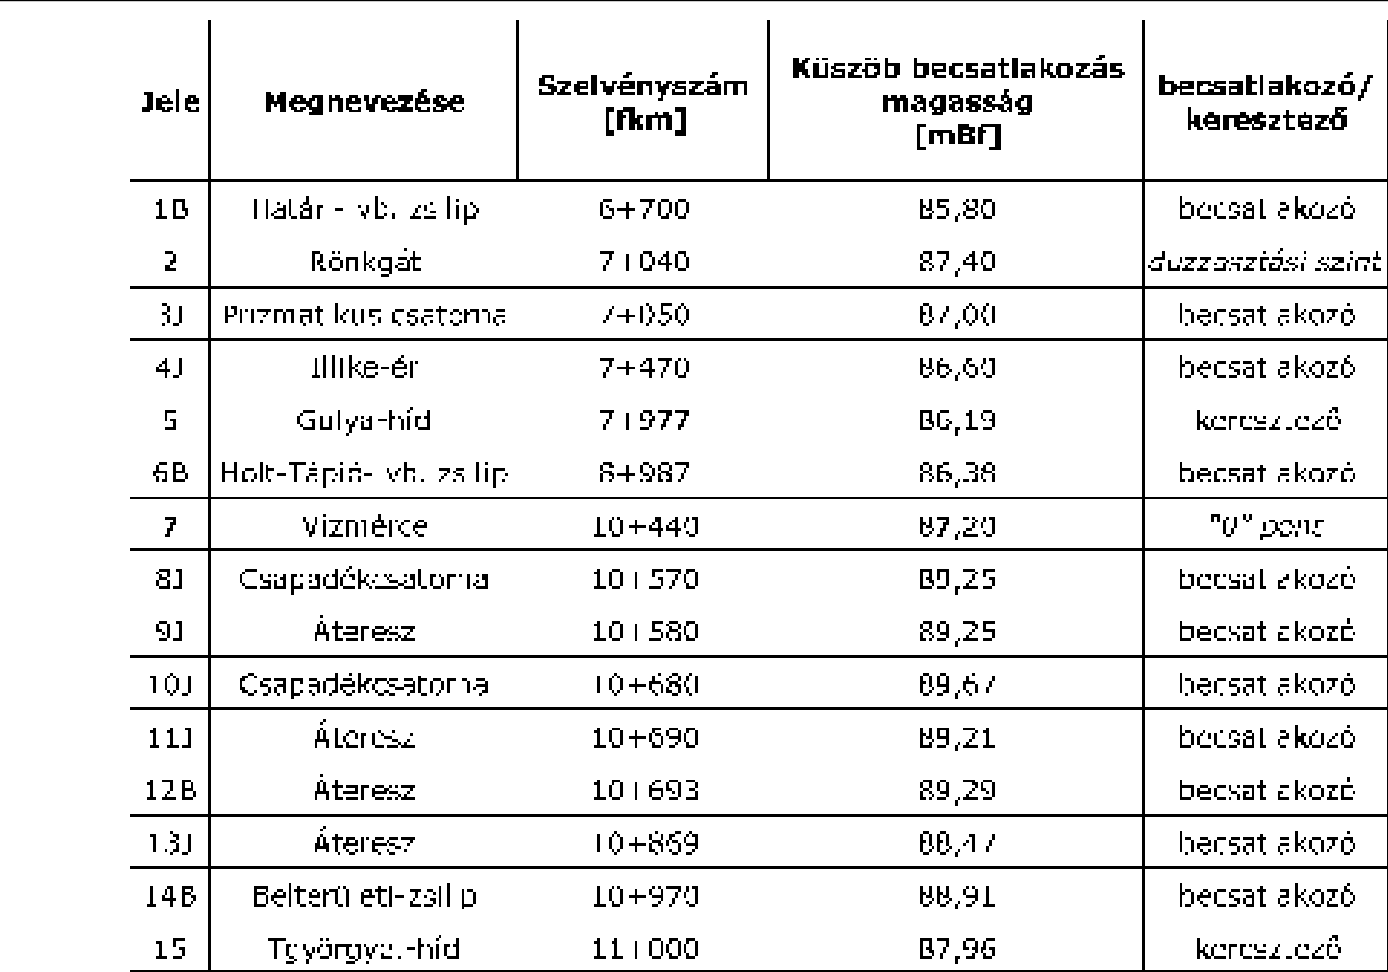 Jele Megnevezése Szelvényszám [fkm] Küszöb becsatlakozás magasság [mBf] becsatlakozó/ keresztező
1B Határ - vb. zsilip 6+700 85,80 becsatlakozó
2 Rönkgát 7+040 87,40 duzzasztási szint
3J Prizmatikus csatorna 7+050 87,00 becsatlakozó
4J Illike-ér 7+470 86,60 becsatlakozó
5 Gulya-híd 7+977 86,19 keresztező
6B Holt-Tápió- vb. zsilip 8+987 86,38 becsatlakozó
7 Vízmérce 10+440 87,20 "0" pont
8J Csapadékcsatorna 10+570 89,25 becsatlakozó
9J Áteresz 10+580 89,25 becsatlakozó
10J Csapadékcsatorna 10+680 89,67 becsatlakozó
11J Áteresz 10+690 89,21 becsatlakozó
12B Áteresz 10+693 89,29 becsatlakozó
13J Áteresz 10+869 88,47 becsatlakozó
14B Belterületi-zsilip 10+970 88,91 becsatlakozó
15 Tgyörgyei-híd 11+000 87,96 keresztező